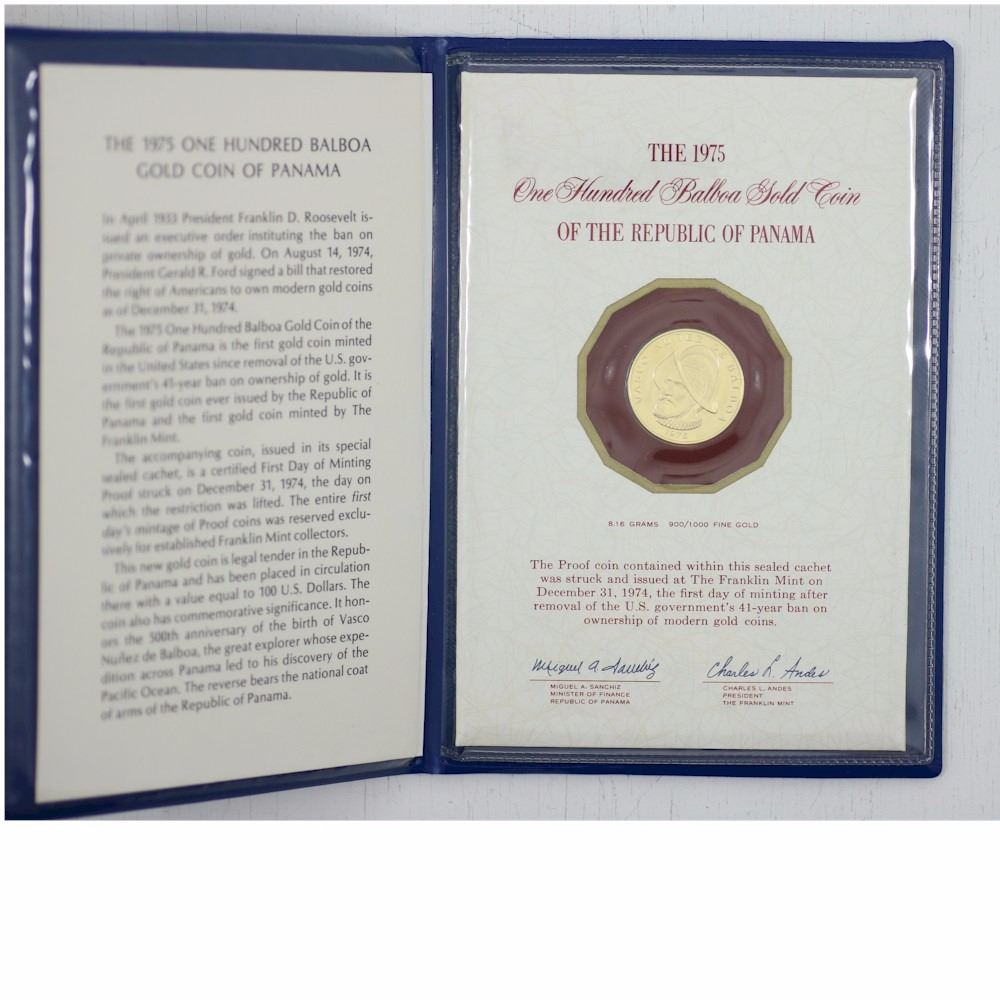 THE 1975 ONE HUNDRED BALBOA
GOLD COIN OF PANAMA
In April 1933 President Franklin D. Roosevelt is-
sued an executive order instituting the ban on
private ownership of gold. On August 14, 1974,
President Gerald R. Ford signed a bill that restored
the right of Americans to own modern gold coins
as of December 31, 1974.
The 1975 One Hundred Balboa Gold Coin of the
Republic of Panama is the first gold coin minted
in the United States since removal of the U.S. gov-
ernment's 41-year ban on ownership of gold. It is
the first gold coin ever issued by the Republic of
Panama and the first gold coin minted by The
Franklin Mint.
The accompanying coin, issued in its special
sealed cachet, is a certified First Day of Minting
Proof struck on December 31, 1974, the day on
which the restriction was lifted. The entire first
day's mintage of Proof coins was reserved exclu-
sively for established Franklin Mint collectors.
This new gold coin is legal tender in the Repub-
lic of Panama and has been placed in circulation
there with a value equal to 100 U.S. Dollars. The
coin also has commemorative significance. It hon-
ors the 500th anniversary of the birth of Vasco
Nuñez de Balboa, the great explorer whose expe-
dition across Panama led to his discovery of the
Pacific Ocean. The reverse bears the national coat
of arms of the Republic of Panama.
THE 1975
One Hundred Balboa Gold Coin
OF THE REPUBLIC OF PANAMA
VASCO NUÑEZ DE BALBOA
1975
8.16 GRAMS 900/1000 FINE GOLD
The Proof coin contained within this sealed cachet
was struck and issued at The Franklin Mint on
December 31, 1974, the first day of minting after
removal of the U.S. government's 41-year ban on
ownership of modern gold coins.
Miguel A. Sanchiz
MIGUEL A. SANCHIZ
MINISTER OF FINANCE
REPUBLIC OF PANAMA
Charles L. Andes
CHARLES L. ANDES
PRESIDENT
THE FRANKLIN MINT